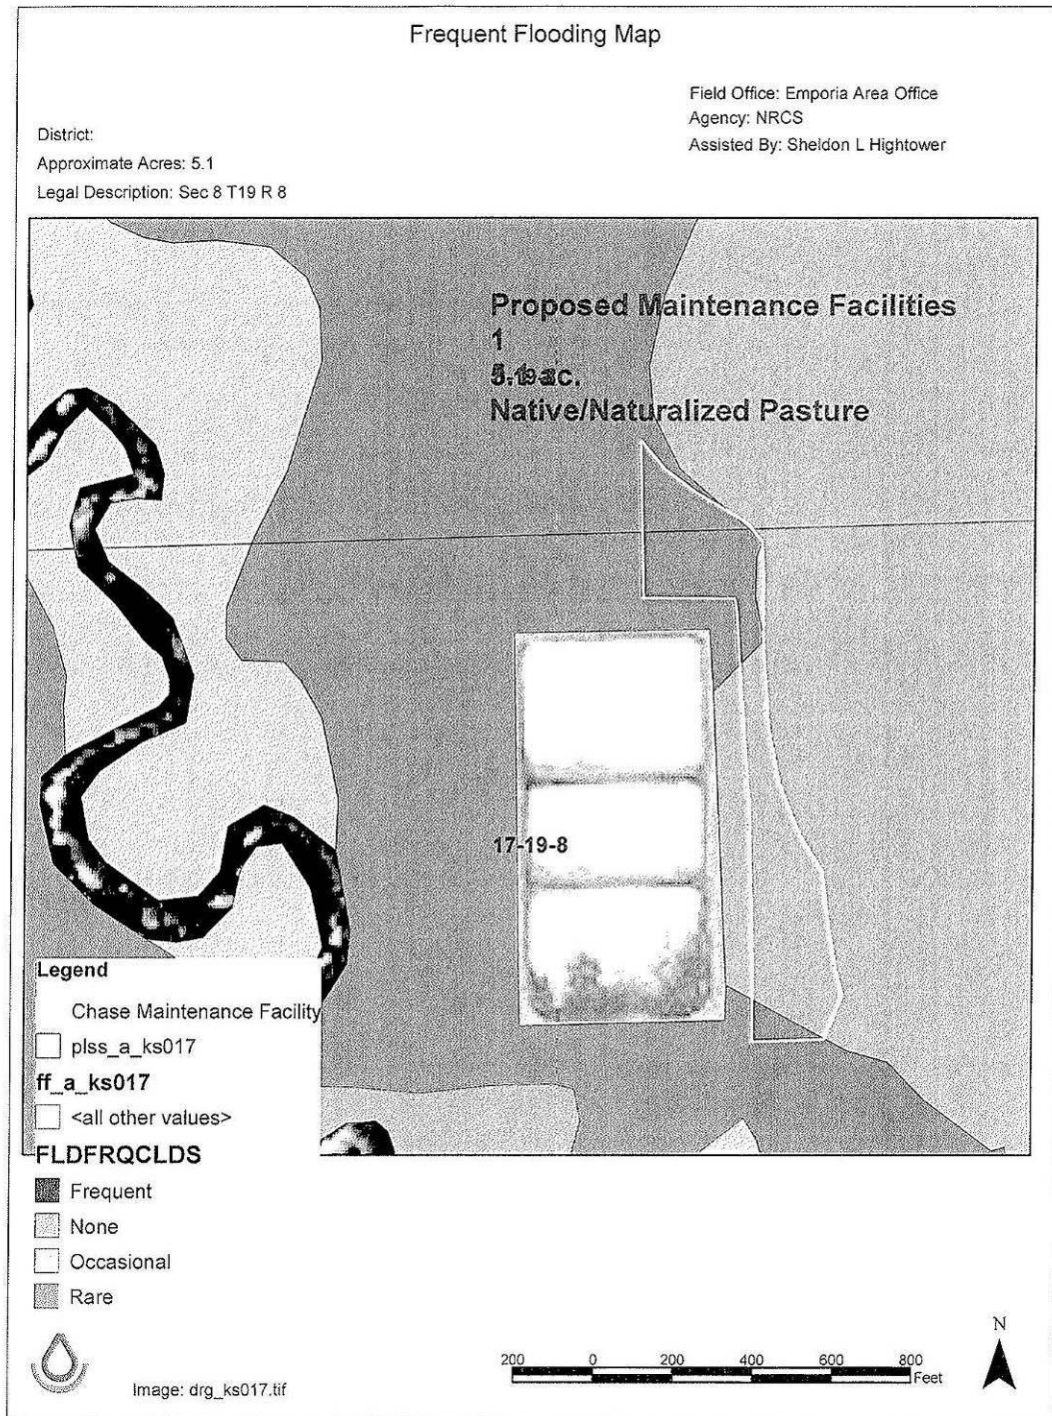 Frequent Flooding Map
Field Office: Emporia Area Office
Agency: NRCS
Assisted By: Sheldon L Hightower
District:
Approximate Acres: 5.1
Legal Description: Sec 8 T19 R 8
Proposed Maintenance Facilities
1
ac.
Native/Naturalized Pasture
17-19-8
Legend
Chase Maintenance Facility
plss_a_ks017
ff_a_ks017
<all other values>
FLDFRQCLDS
Frequent
None
Occasional
Rare
Image: drg_ks017.tif
200 0 200 400 600 800
Feet
N